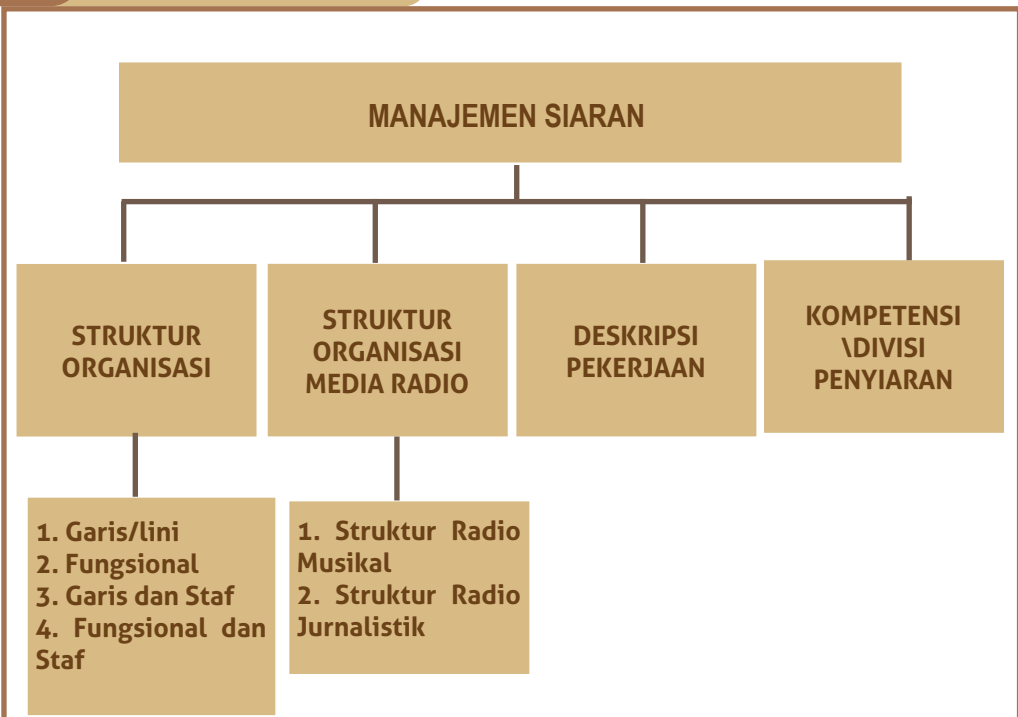 MANAJEMEN SIARAN
STRUKTUR
ORGANISASI
STRUKTUR
ORGANISASI
MEDIA RADIO
DESKRIPSI
PEKERJAAN
KOMPETENSI
\DIVISI
PENYIARAN
1. Garis/lini
2. Fungsional
3. Garis dan Staf
4. Fungsional dan
Staf
1. Struktur Radio
Musikal
2. Struktur Radio
Jurnalistik